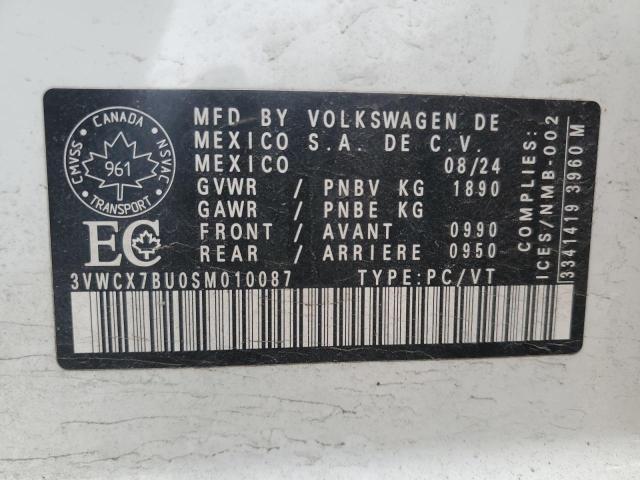 CANADA
CMVSS 961 NSVAC
TRANSPORT
EC
MFD BY VOLKSWAGEN DE
MEXICO S.A. DE C.V.
MEXICO 08/24
GVWR / PNBV KG 1890
GAWR / PNBE KG
FRONT / AVANT 0990
REAR / ARRIERE 0950
3VWCX7BU0SM010087 TYPE:PC/VT
COMPLIES:
ICES/NMB-002
3341419 3960 M